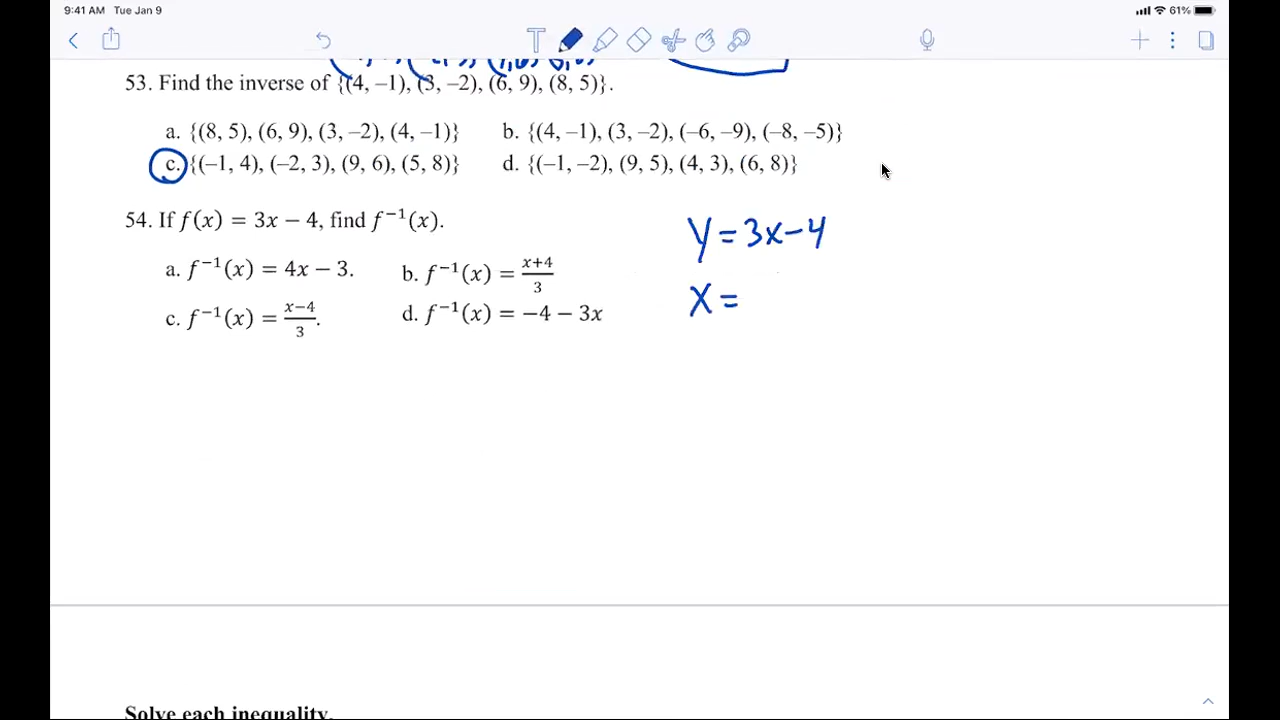 9:41 AM Tue Jan 9
61%
53. Find the inverse of {(4, –1), (3, –2), (6, 9), (8, 5)}.
a. {(8, 5), (6, 9), (3, –2), (4, –1)} b. {(4, –1), (3, –2), (–6, –9), (–8, –5)}
c. {(–1, 4), (–2, 3), (9, 6), (5, 8)} d. {(–1, –2), (9, 5), (4, 3), (6, 8)}
54. If f(x) = 3x − 4, find f⁻¹(x).
y = 3x − 4
a. f⁻¹(x) = 4x − 3. b. f⁻¹(x) = (x+4)/3
x =
c. f⁻¹(x) = (x−4)/3. d. f⁻¹(x) = −4 − 3x
Solve each inequality.